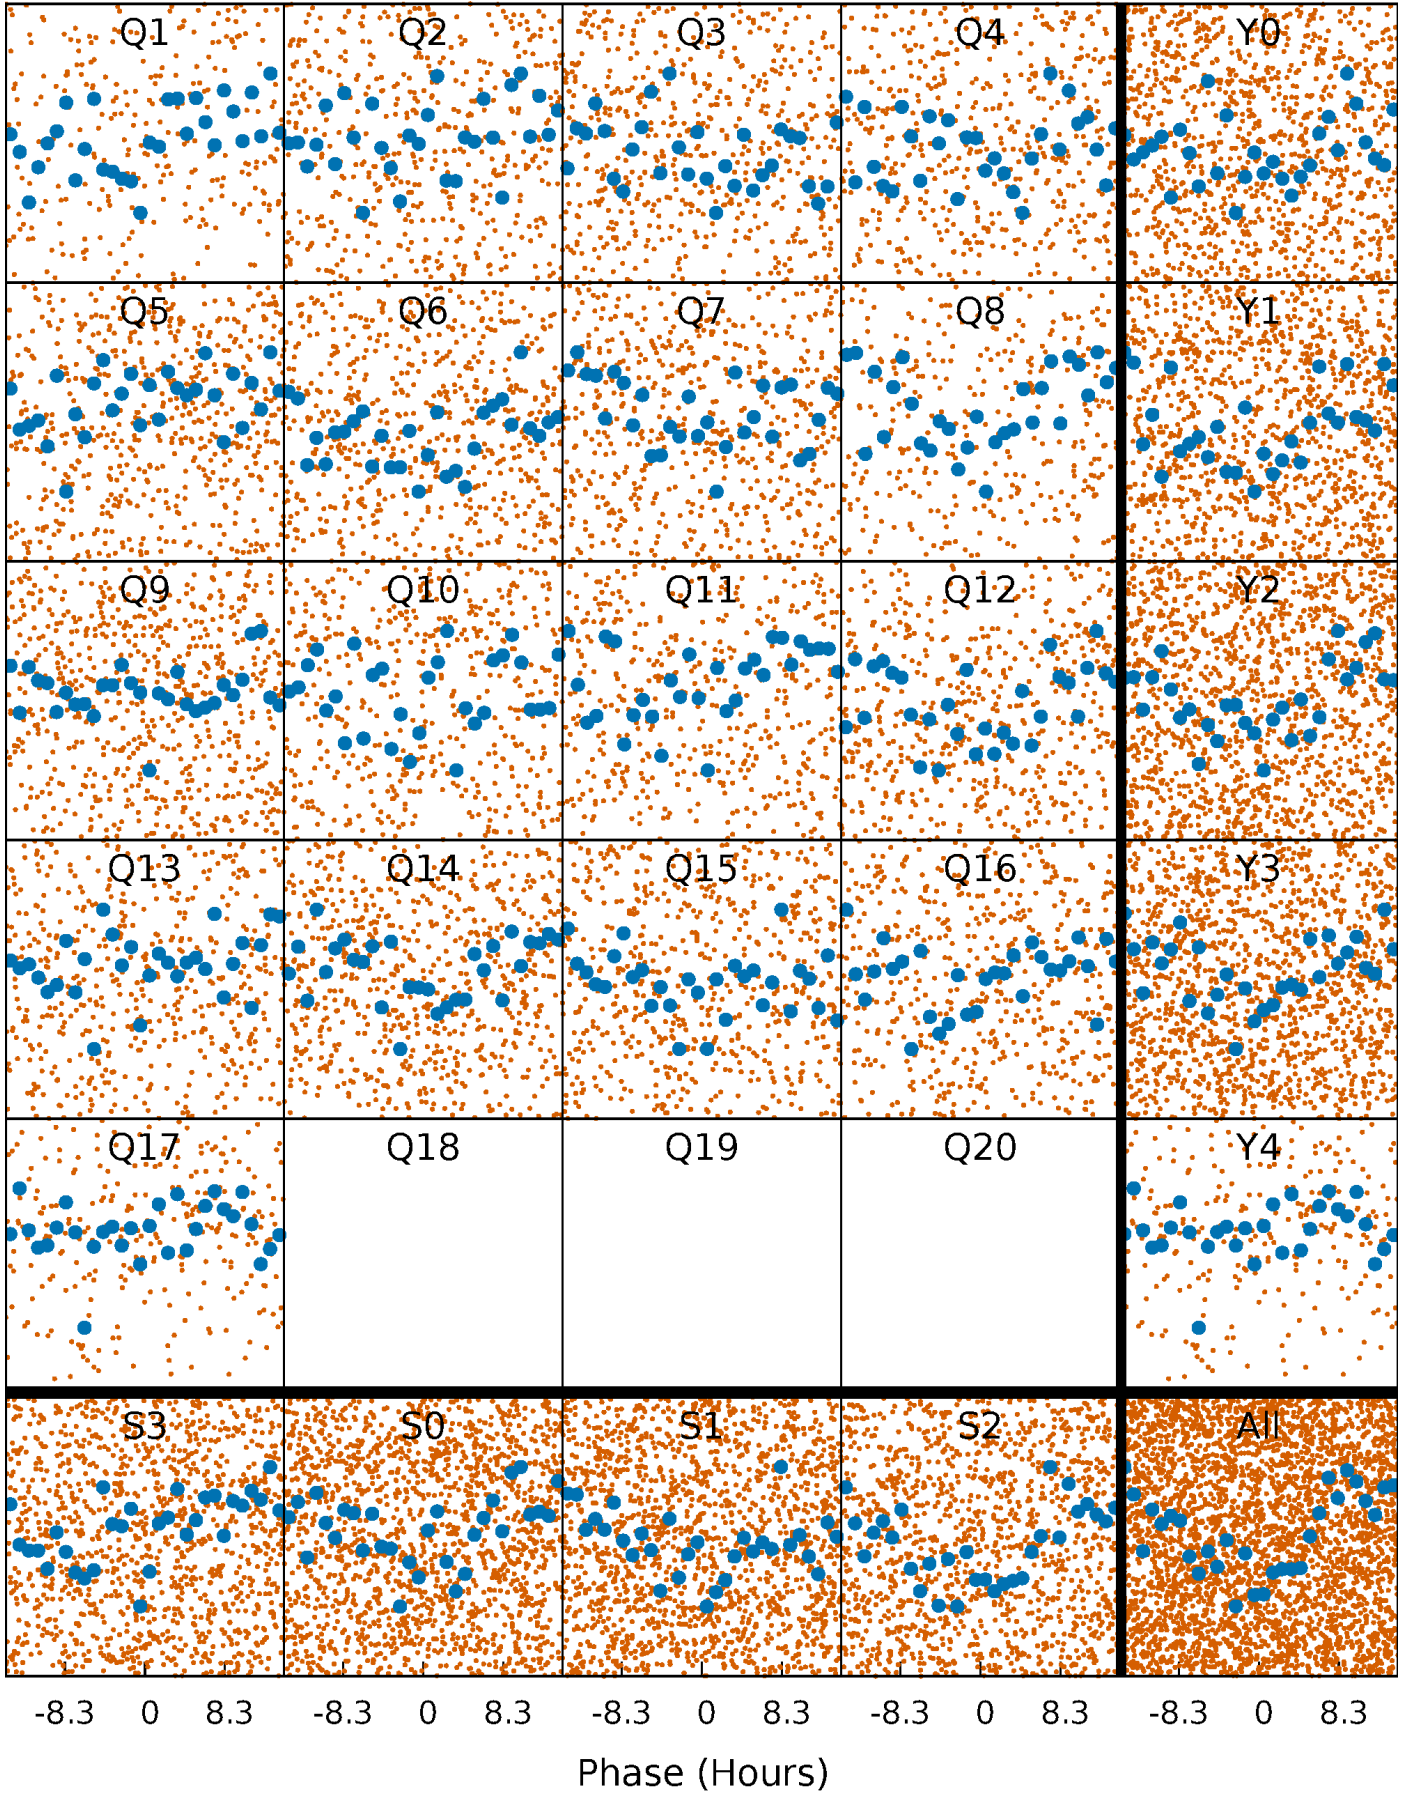 Q1 Q2 Q3 Q4 Y0
Q5 Q6 Q7 Q8 Y1
Q9 Q10 Q11 Q12 Y2
Q13 Q14 Q15 Q16 Y3
Q17 Q18 Q19 Q20 Y4
S3 S0 S1 S2 All
-8.3 0 8.3 -8.3 0 8.3 -8.3 0 8.3 -8.3 0 8.3 -8.3 0 8.3
Phase (Hours)